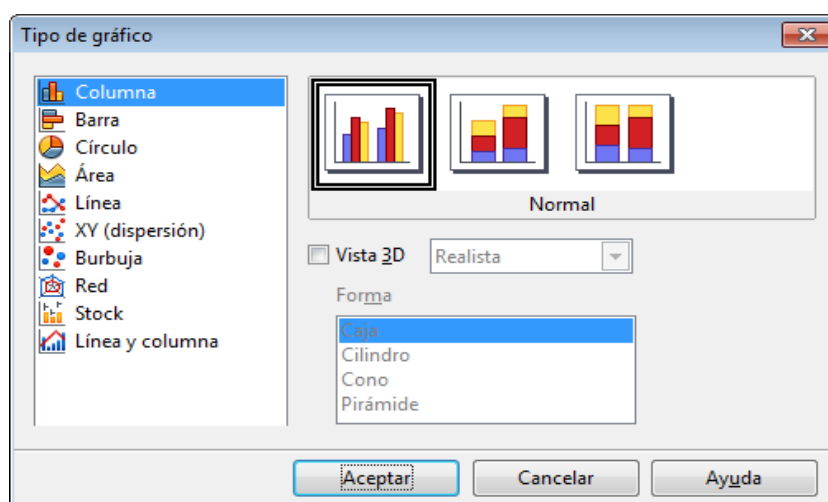 Tipo de gráfico
Columna
Barra
Círculo
Área
Línea
XY (dispersión)
Burbuja
Red
Stock
Línea y columna
Normal
Vista 3D
Realista
Forma
Caja
Cilindro
Cono
Pirámide
Aceptar
Cancelar
Ayuda